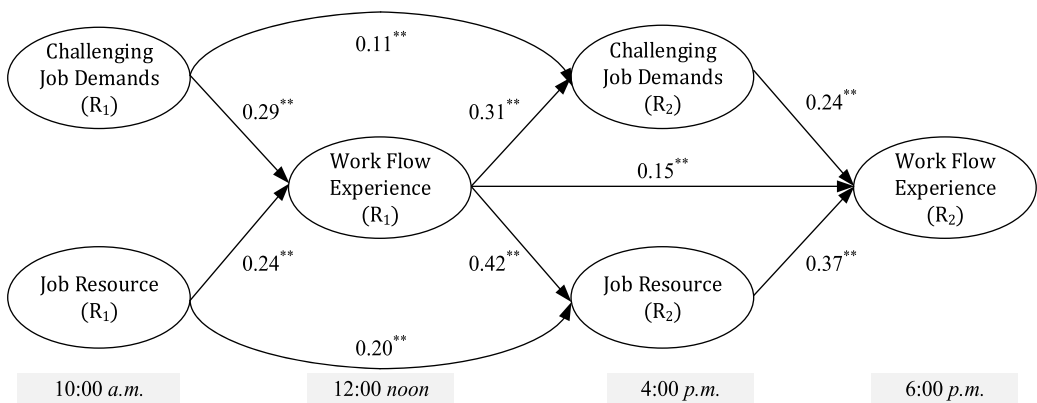 Challenging
Job Demands
(R₁)
0.11**
Challenging
Job Demands
(R₂)
0.29**
0.31**
0.24**
Work Flow
Experience
(R₁)
0.15**
Work Flow
Experience
(R₂)
Job Resource
(R₁)
0.24**
0.42**
Job Resource
(R₂)
0.37**
0.20**
10:00 a.m.
12:00 noon
4:00 p.m.
6:00 p.m.